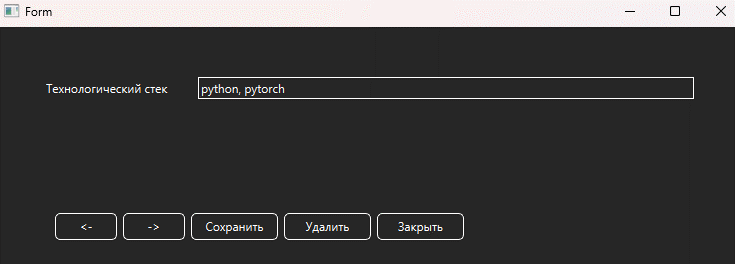 Form
Технологический стек python, pytorch
<- -> Сохранить Удалить Закрыть